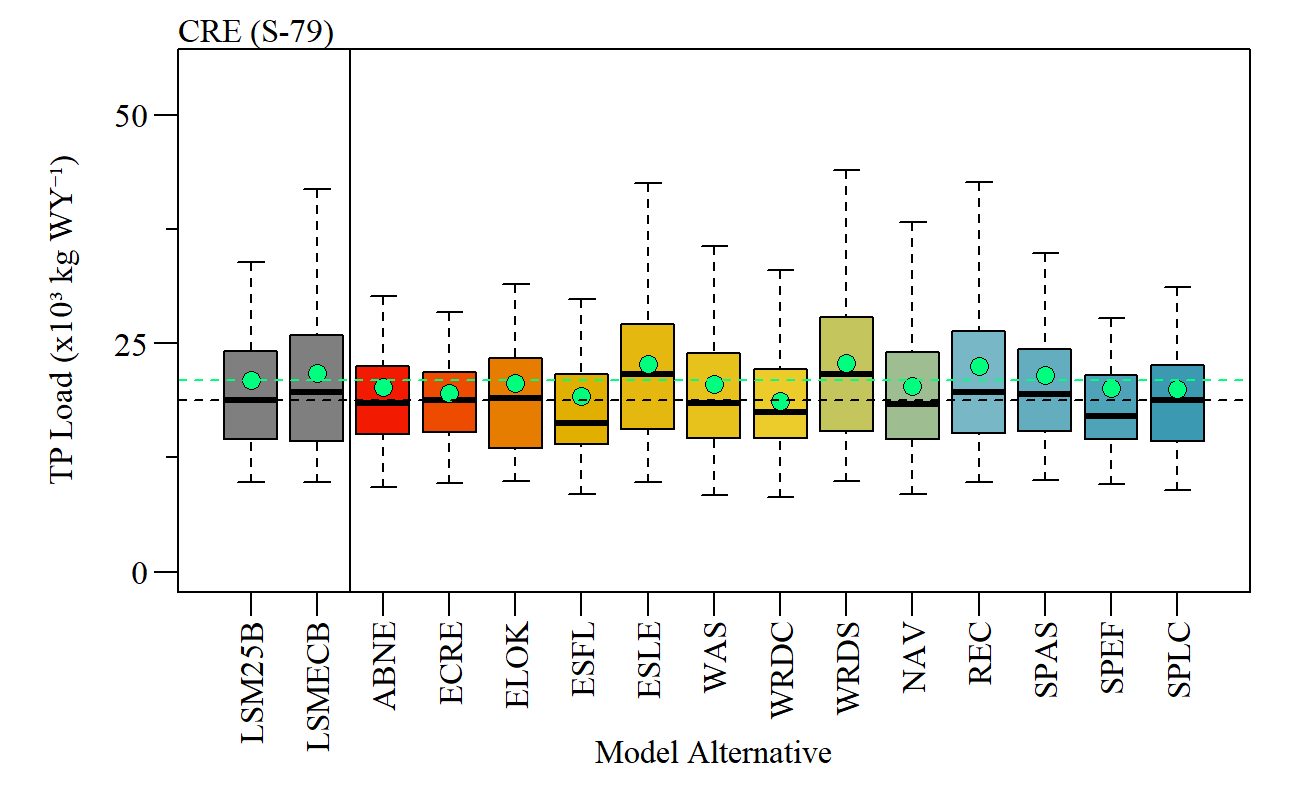 CRE (S-79)
50
25
0
TP Load (x10³ kg WY⁻¹)
LSM25B
LSMECB
ABNE
ECRE
ELOK
ESFL
ESLE
WAS
WRDC
WRDS
NAV
REC
SPAS
SPEF
SPLC
Model Alternative